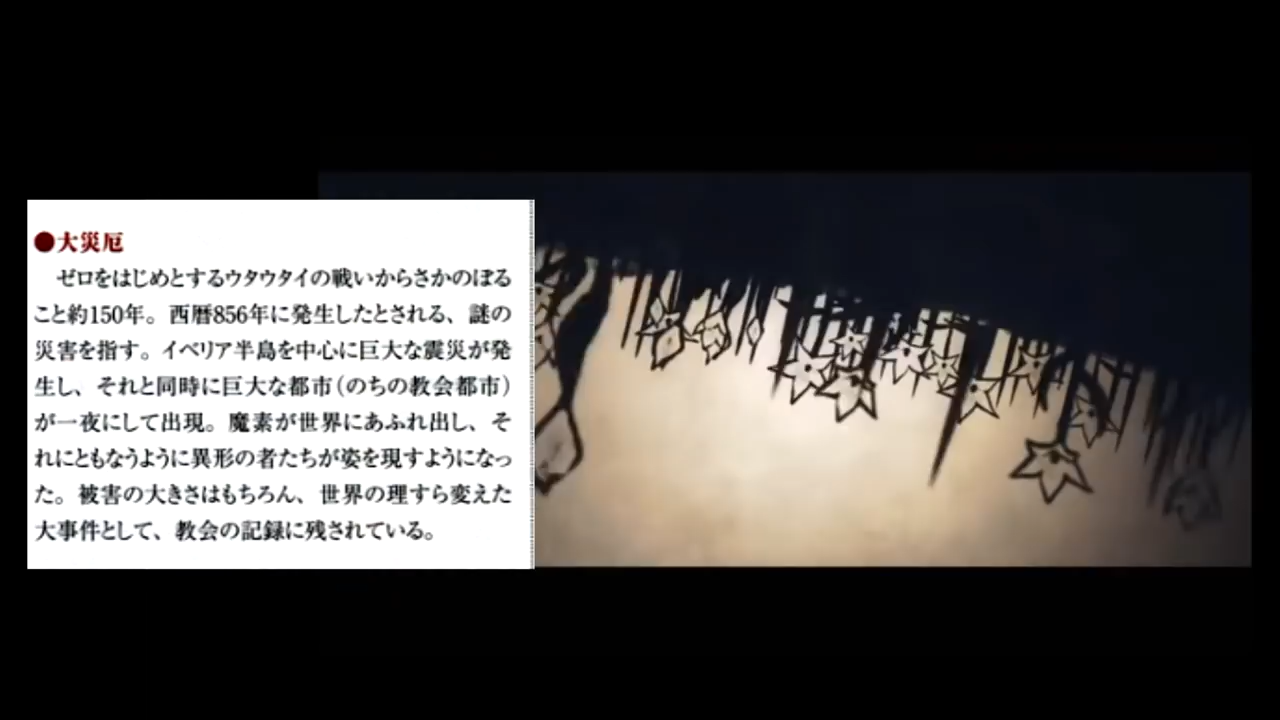 ●大災厄
ゼロをはじめとするウタウタイの戦いからさかのぼる
こと約150年。西暦856年に発生したとされる、謎の
災害を指す。イベリア半島を中心に巨大な震災が発
生し、それと同時に巨大な都市(のちの教会都市)
が一夜にして出現。魔素が世界にあふれ出し、そ
れにともなうように異形の者たちが姿を現すようになっ
た。被害の大きさはもちろん、世界の理すら変えた
大事件として、教会の記録に残されている。